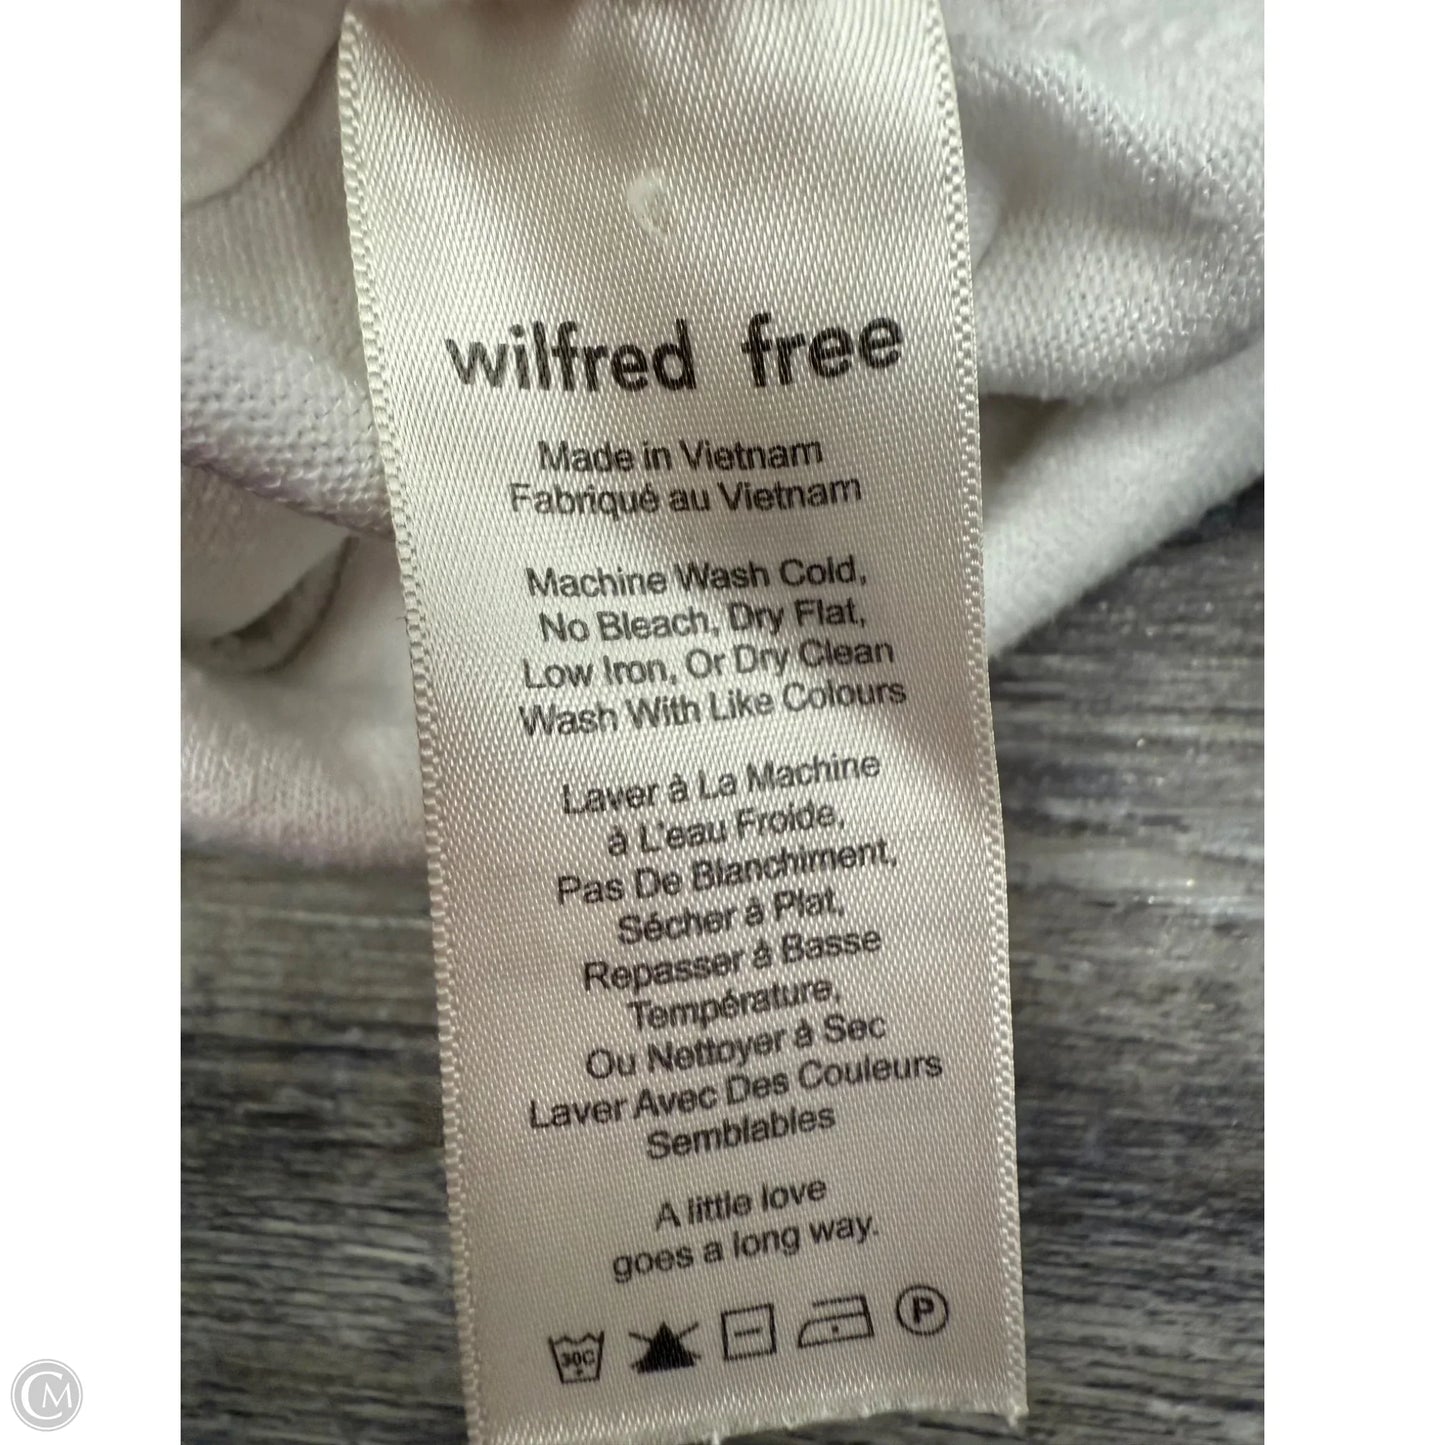 wilfred free
Made in Vietnam
Fabriqué au Vietnam
Machine Wash Cold,
No Bleach, Dry Flat,
Low Iron, Or Dry Clean
Wash With Like Colours
Laver à La Machine
à L'eau Froide,
Pas De Blanchiment,
Sécher à Plat,
Repasser à Basse
Température,
Ou Nettoyer à Sec
Laver Avec Des Couleurs
Semblables
A little love
goes a long way.
30C P
CM